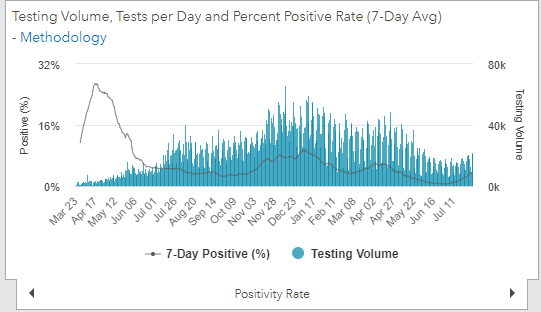 Testing Volume, Tests per Day and Percent Positive Rate (7-Day Avg)
- Methodology
32%
80k
Positive (%)
16%
40k
Testing Volume
0%
0k
Mar 23
Apr 17
May 12
Jun 06
Jul 01
Jul 26
Aug 20
Sep 14
Oct 09
Nov 03
Nov 28
Dec 23
Jan 17
Feb 11
Mar 08
Apr 02
Apr 27
May 22
Jun 16
Jul 11
7-Day Positive (%)
Testing Volume
Positivity Rate